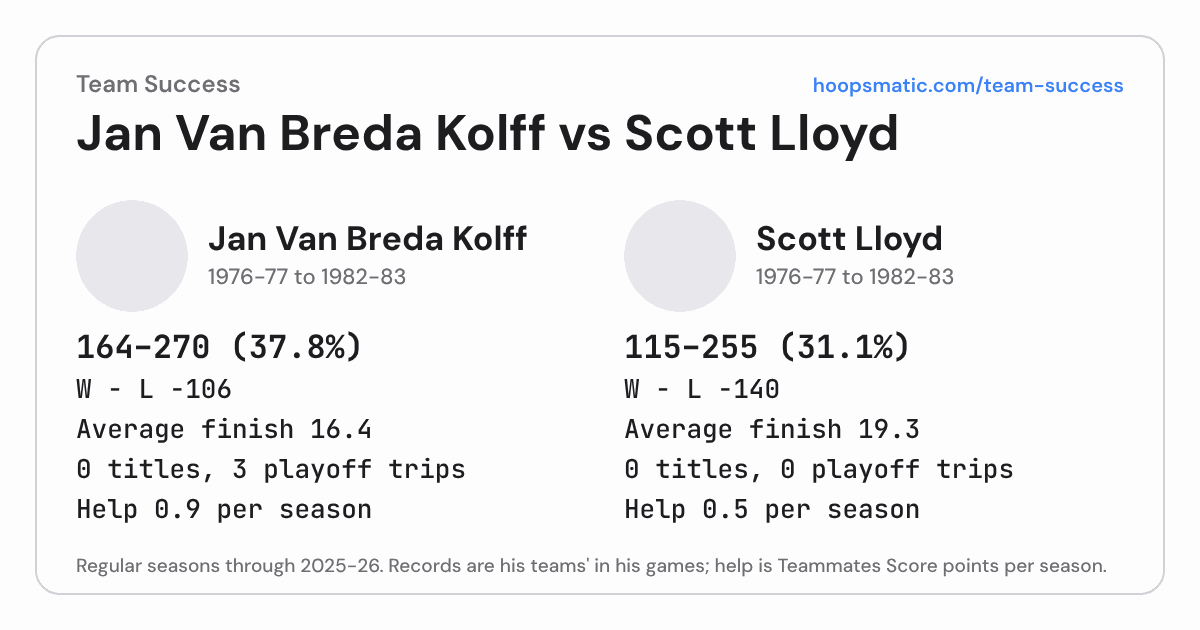 Team Success
hoopsmatic.com/team-success
Jan Van Breda Kolff vs Scott Lloyd
Jan Van Breda Kolff
1976-77 to 1982-83
164-270 (37.8%)
W - L -106
Average finish 16.4
0 titles, 3 playoff trips
Help 0.9 per season
Scott Lloyd
1976-77 to 1982-83
115-255 (31.1%)
W - L -140
Average finish 19.3
0 titles, 0 playoff trips
Help 0.5 per season
Regular seasons through 2025-26. Records are his teams' in his games; help is Teammates Score points per season.